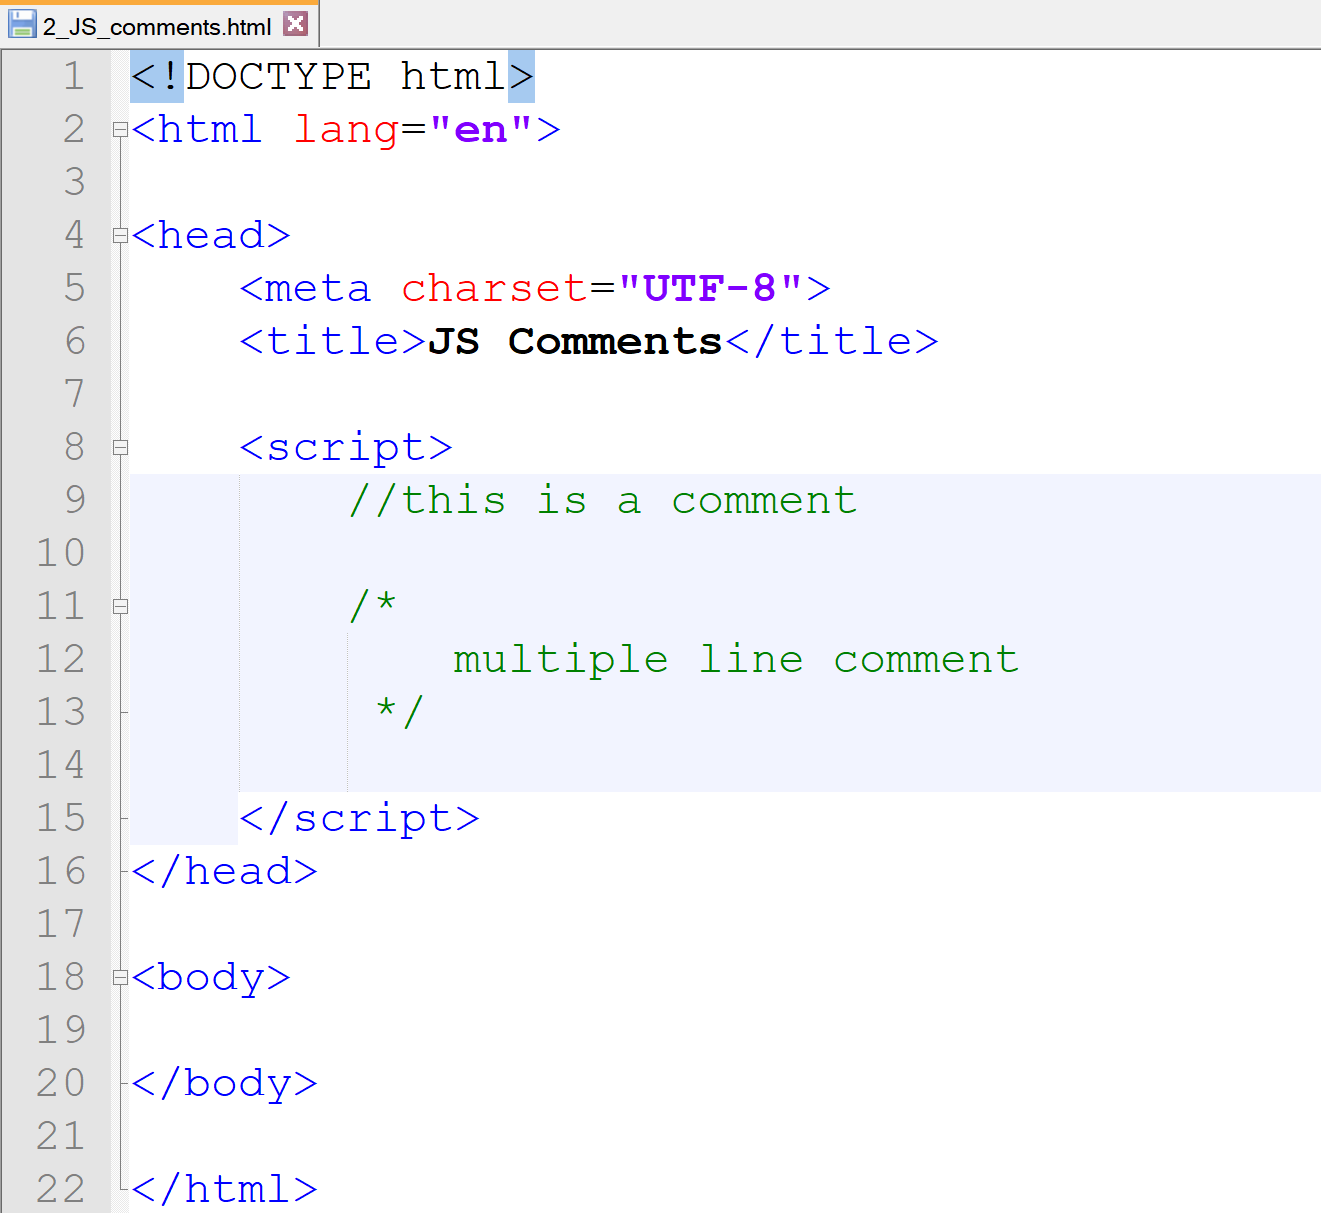 2_JS_comments.html
1 <!DOCTYPE html>
2 <html lang="en">
3
4 <head>
5 <meta charset="UTF-8">
6 <title>JS Comments</title>
7
8 <script>
9 //this is a comment
10
11 /*
12 multiple line comment
13 */
14
15 </script>
16 </head>
17
18 <body>
19
20 </body>
21
22 </html>